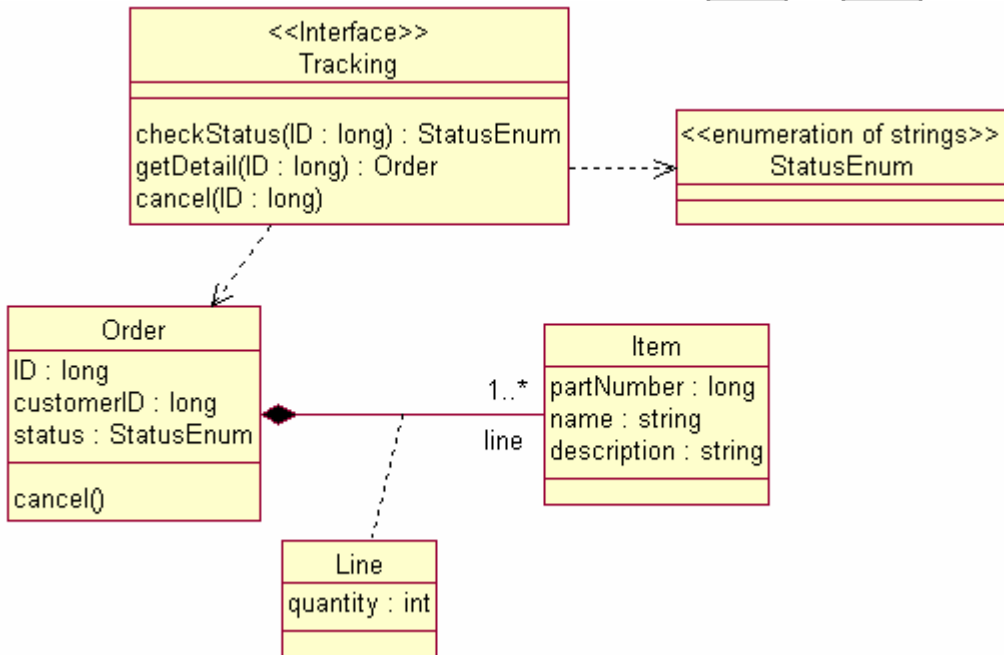 <<Interface>>
Tracking
checkStatus(ID : long) : StatusEnum
getDetail(ID : long) : Order
cancel(ID : long)
<<enumeration of strings>>
StatusEnum
Order
ID : long
customerID : long
status : StatusEnum
cancel()
1..*
line
Item
partNumber : long
name : string
description : string
Line
quantity : int